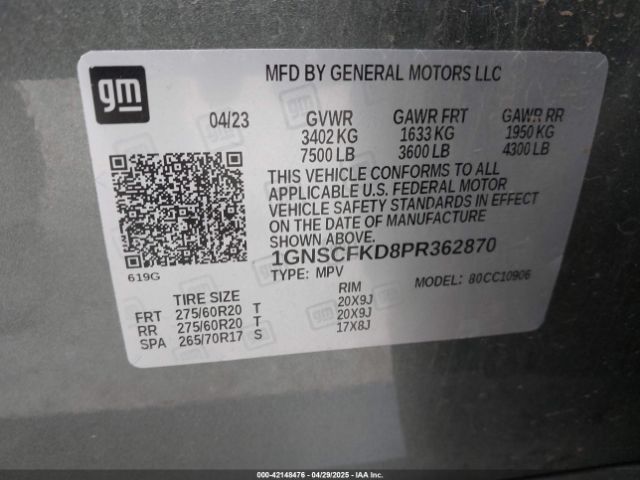 gm
MFD BY GENERAL MOTORS LLC
04/23 GVWR GAWR FRT GAWR RR
3402 KG 1633 KG 1950 KG
7500 LB 3600 LB 4300 LB
THIS VEHICLE CONFORMS TO ALL
APPLICABLE U.S. FEDERAL MOTOR
VEHICLE SAFETY STANDARDS IN EFFECT
ON THE DATE OF MANUFACTURE
SHOWN ABOVE.
1GNSCFKD8PR362870
619G
TYPE: MPV MODEL: 80CC10906
TIRE SIZE RIM
FRT 275/60R20 T 20X9J
RR 275/60R20 T 20X9J
SPA 265/70R17 S 17X8J
000-42148476 - 04/29/2025 - IAAI.COM